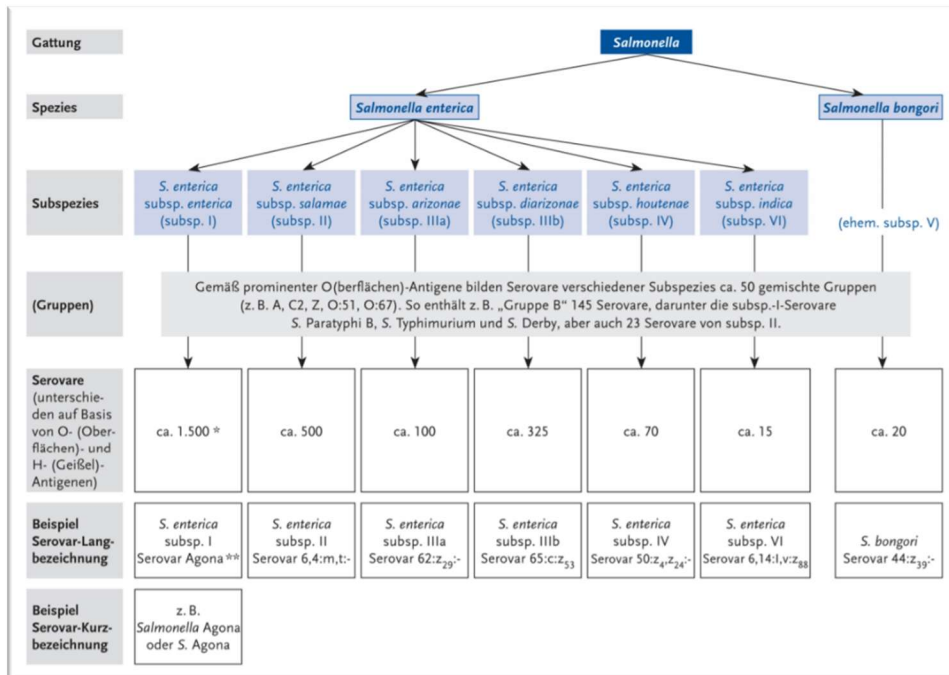 Gattung
Salmonella
Spezies
Salmonella enterica
Salmonella bongori
Subspezies
S. enterica
subsp. enterica
(subsp. I)
S. enterica
subsp. salamae
(subsp. II)
S. enterica
subsp. arizonae
(subsp. IIIa)
S. enterica
subsp. diarizonae
(subsp. IIIb)
S. enterica
subsp. houtenae
(subsp. IV)
S. enterica
subsp. indica
(subsp. VI)
(ehem. subsp. V)
(Gruppen)
Gemäß prominenter O(berflächen)-Antigene bilden Serovare verschiedener Subspezies ca. 50 gemischte Gruppen
(z. B. A, C2, Z, O:51, O:67). So enthält z. B. „Gruppe B“ 145 Serovare, darunter die subsp.-I-Serovare
S. Paratyphi B, S. Typhimurium und S. Derby, aber auch 23 Serovare von subsp. II.
Serovare
(unterschie-
den auf Basis
von O- (Ober-
flächen)- und
H- (Geißel)-
Antigenen)
ca. 1.500 *
ca. 500
ca. 100
ca. 325
ca. 70
ca. 15
ca. 20
Beispiel
Serovar-Lang-
bezeichnung
S. enterica
subsp. I
Serovar Agona**
S. enterica
subsp. II
Serovar 6,4:m,t:-
S. enterica
subsp. IIIa
Serovar 62:z29:-
S. enterica
subsp. IIIb
Serovar 65:c:z53
S. enterica
subsp. IV
Serovar 50:z4,z24:-
S. enterica
subsp. VI
Serovar 6,14:l,v:z88
S. bongori
Serovar 44:z39:-
Beispiel
Serovar-Kurz-
bezeichnung
z. B.
Salmonella Agona
oder S. Agona